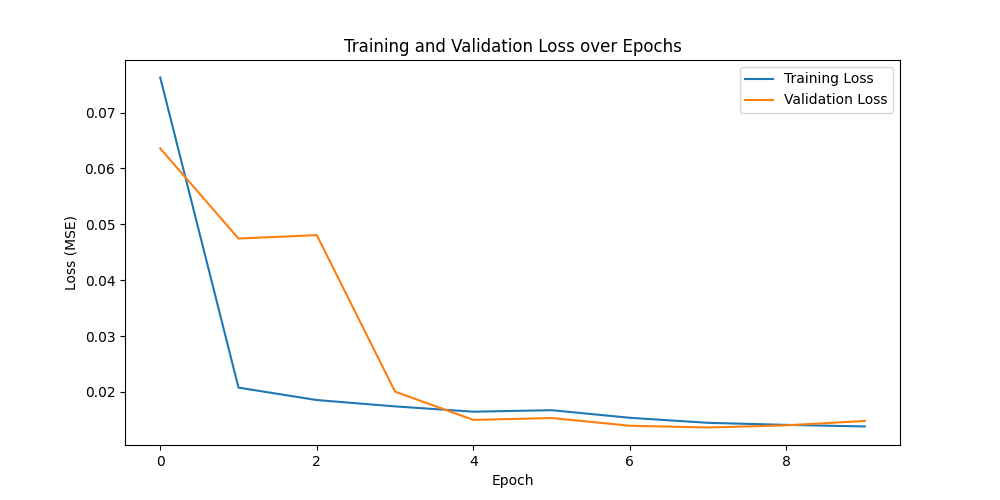 Training and Validation Loss over Epochs
Training Loss
Validation Loss
Loss (MSE)
0.07
0.06
0.05
0.04
0.03
0.02
0 2 4 6 8
Epoch